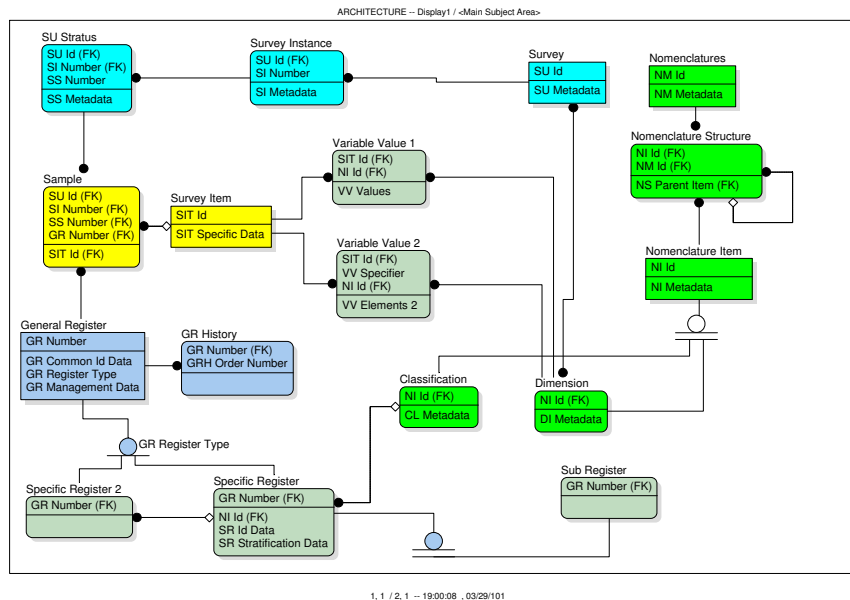 ARCHITECTURE -- Display1 / <Main Subject Area>
SU Status
SU Id (FK)
SI Number (FK)
SS Number
SS Metadata
Survey Instance
SU Id (FK)
SI Number
SI Metadata
Survey
SU Id
SU Metadata
Nomenclatures
NM Id
NM Metadata
Nomenclature Structure
NI Id (FK)
NM Id (FK)
NS Parent Item (FK)
Variable Value 1
SIT Id (FK)
NI Id (FK)
VV Values
Sample
SU Id (FK)
SI Number (FK)
SS Number (FK)
GR Number (FK)
SIT Id (FK)
Survey Item
SIT Id
SIT Specific Data
Variable Value 2
SIT Id (FK)
VV Specifier
NI Id (FK)
VV Elements 2
Nomenclature Item
NI Id
NI Metadata
General Register
GR Number
GR Common Id Data
GR Register Type
GR Management Data
GR History
GR Number (FK)
GRH Order Number
Classification
NI Id (FK)
CL Metadata
Dimension
NI Id (FK)
DI Metadata
GR Register Type
Specific Register 2
GR Number (FK)
Specific Register
GR Number (FK)
NI Id (FK)
SR Id Data
SR Stratification Data
Sub Register
GR Number (FK)
1, 1 / 2, 1 -- 19:00:08 , 03/29/101